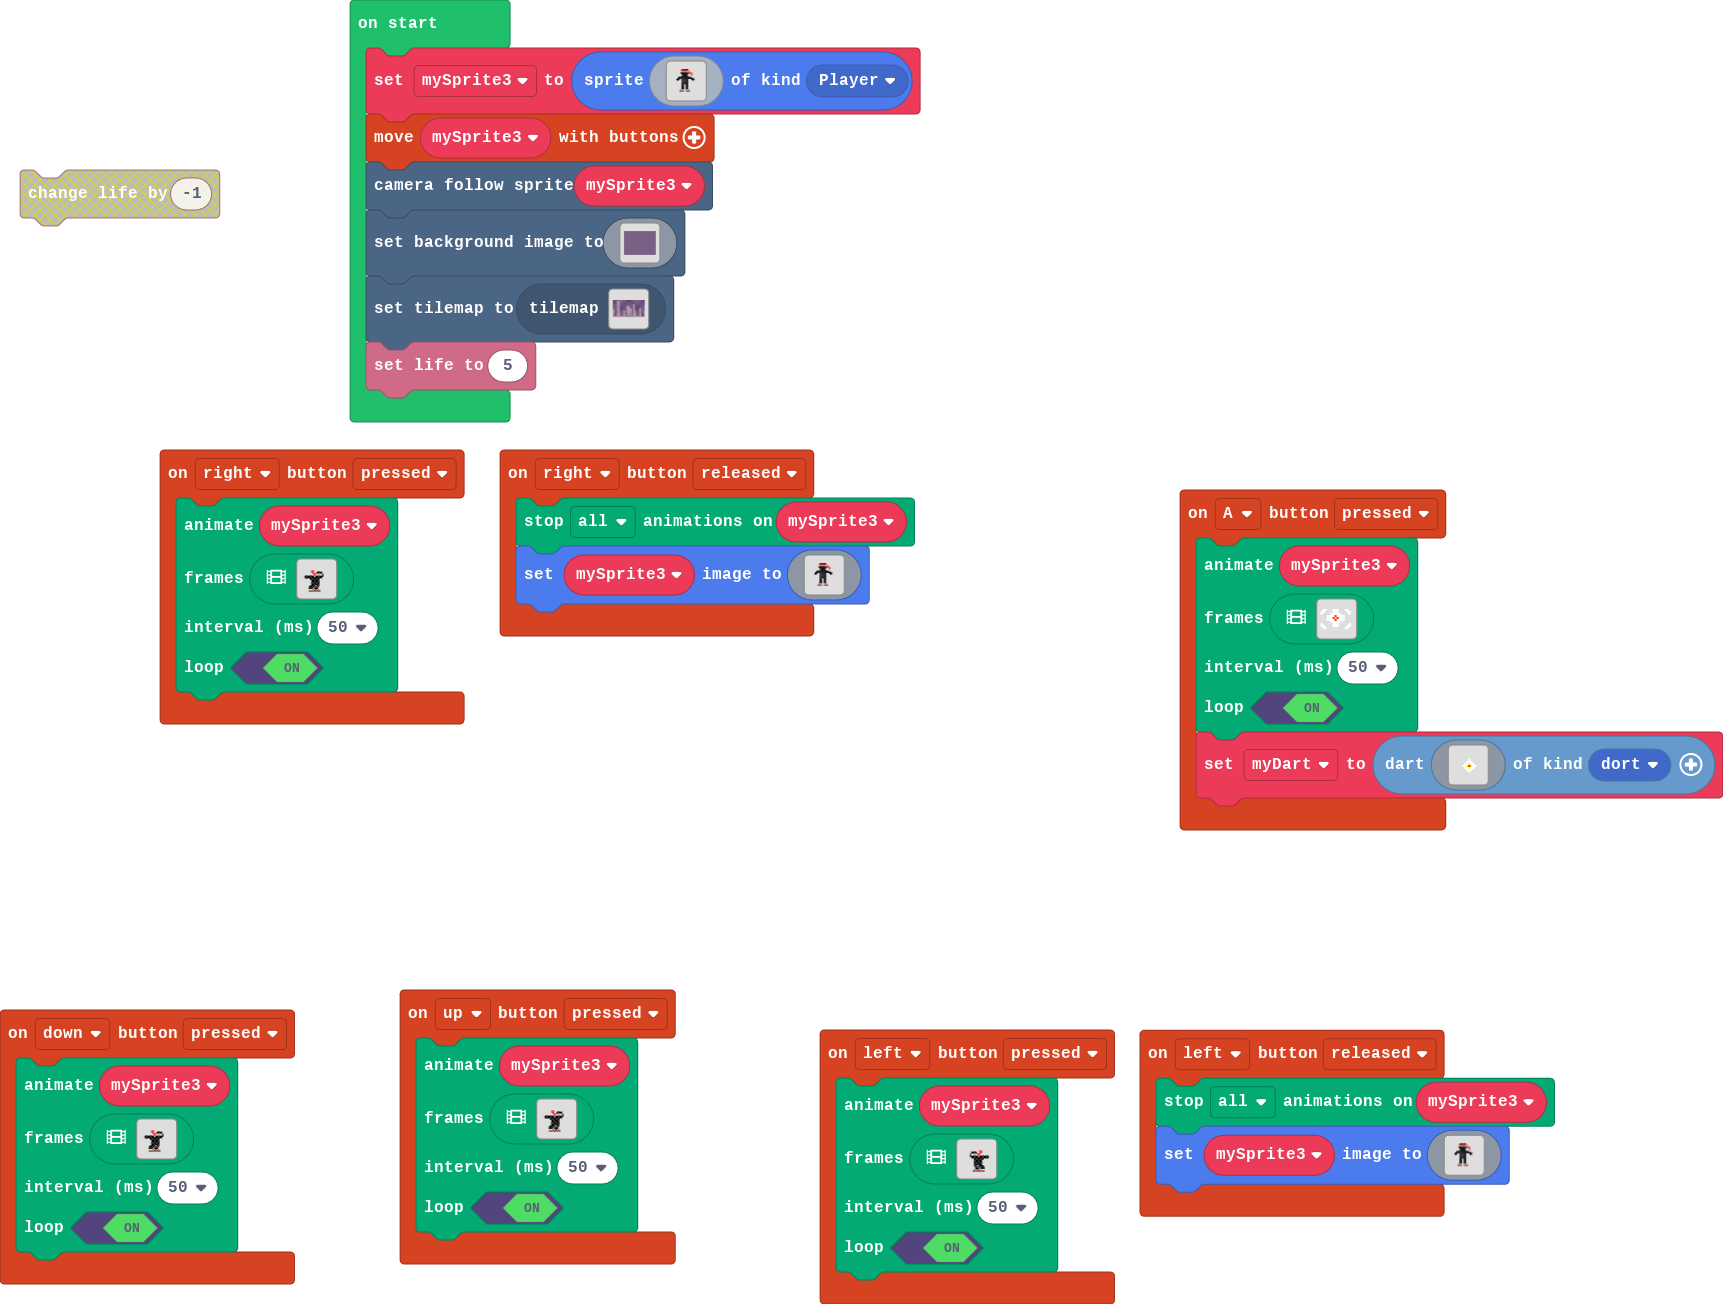 on start
set mySprite3 to sprite of kind Player
move mySprite3 with buttons
camera follow sprite mySprite3
set background image to
set tilemap to tilemap
set life to 5
change life by -1
on right button pressed
animate mySprite3
frames
interval (ms) 50
loop ON
on right button released
stop all animations on mySprite3
set mySprite3 image to
on A button pressed
animate mySprite3
frames
interval (ms) 50
loop ON
set myDart to dart of kind dort
on down button pressed
animate mySprite3
frames
interval (ms) 50
loop ON
on up button pressed
animate mySprite3
frames
interval (ms) 50
loop ON
on left button pressed
animate mySprite3
frames
interval (ms) 50
loop ON
on left button released
stop all animations on mySprite3
set mySprite3 image to